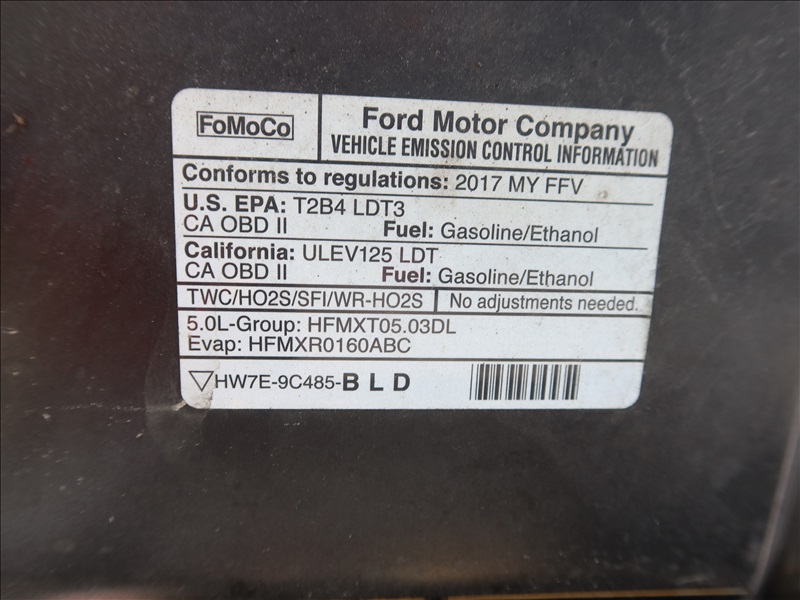 FoMoCo
Ford Motor Company
VEHICLE EMISSION CONTROL INFORMATION
Conforms to regulations: 2017 MY FFV
U.S. EPA: T2B4 LDT3
CA OBD II Fuel: Gasoline/Ethanol
California: ULEV125 LDT
CA OBD II Fuel: Gasoline/Ethanol
TWC/HO2S/SFI/WR-HO2S No adjustments needed.
5.0L-Group: HFMXT05.03DL
Evap: HFMXR0160ABC
▽HW7E-9C485-BLD